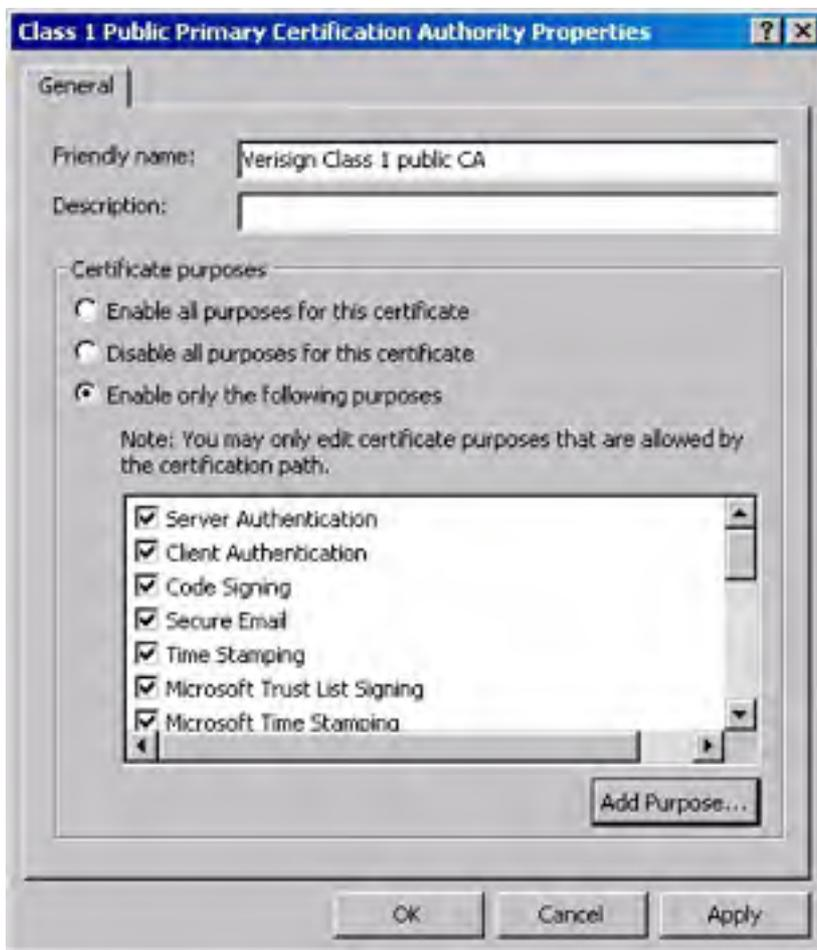 Class 1 Public Primary Certification Authority Properties
General
Friendly name:
Verisign Class 1 public CA
Description:
Certificate purposes
Enable all purposes for this certificate
Disable all purposes for this certificate
Enable only the following purposes
Note: You may only edit certificate purposes that are allowed by
the certification path.
Server Authentication
Client Authentication
Code Signing
Secure Email
Time Stamping
Microsoft Trust List Signing
Microsoft Time Stamping
Add Purpose...
OK
Cancel
Apply